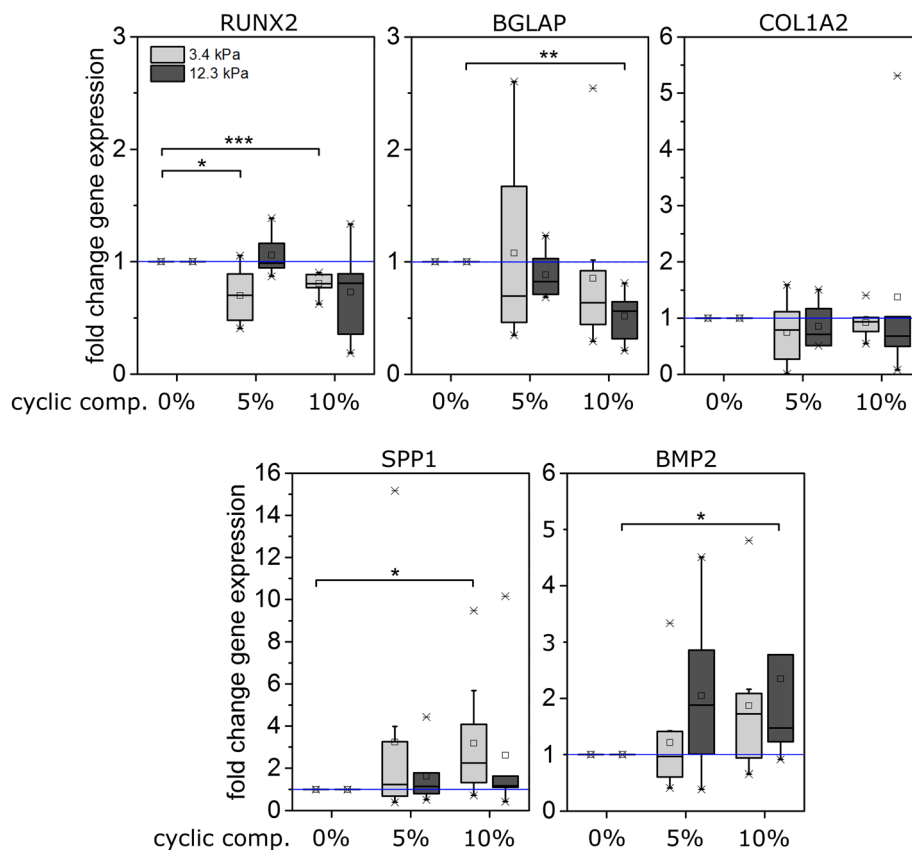 RUNX2
BGLAP
COL1A2
fold change gene expression
3
2
1
0
3.4 kPa
12.3 kPa
*
***
3
2
1
0
**
6
5
4
3
2
1
0
cyclic comp. 0% 5% 10%
0% 5% 10%
0% 5% 10%
SPP1
BMP2
fold change gene expression
16
14
12
10
8
6
4
2
0
*
6
5
4
3
2
1
0
*
cyclic comp. 0% 5% 10%
0% 5% 10%